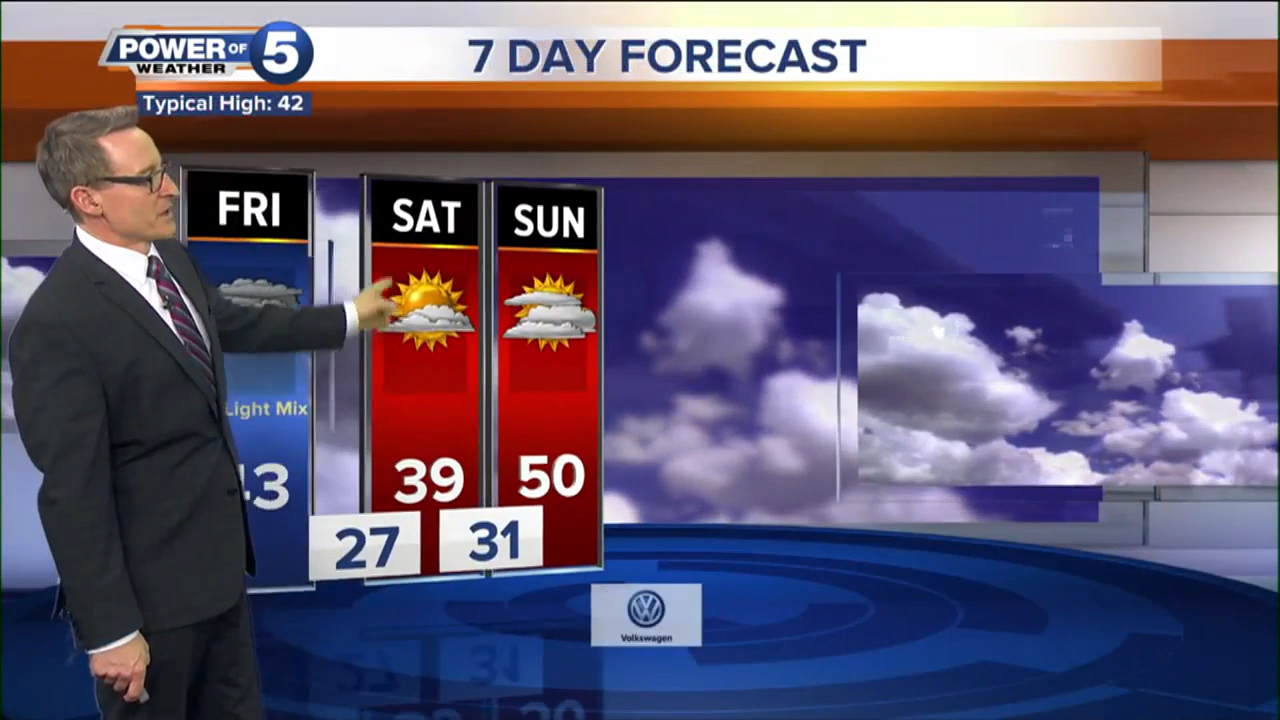 POWER OF 5
WEATHER
7 DAY FORECAST
Typical High: 42
FRI
SAT
SUN
Light Mix
39
50
27
31
Volkswagen